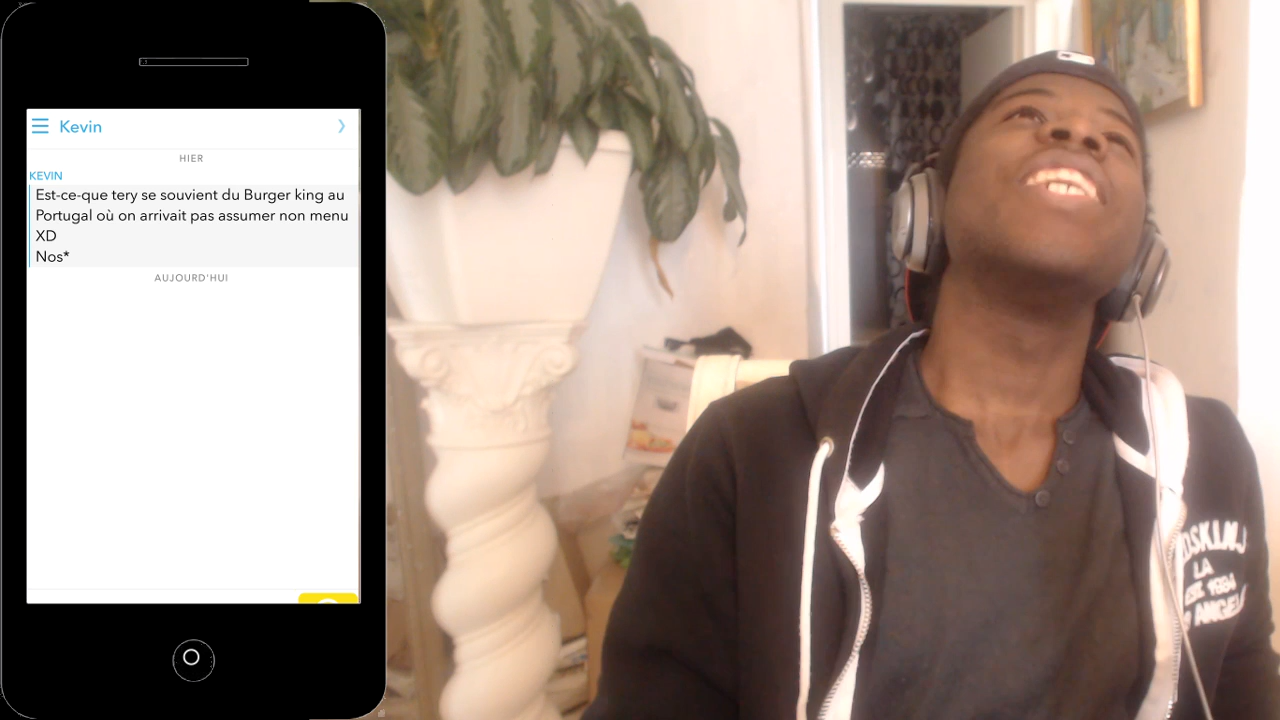 Kevin
HIER
KEVIN
Est-ce-que tery se souvient du Burger king au
Portugal où on arrivait pas assumer non menu
XD
Nos*
AUJOURD'HUI
LA